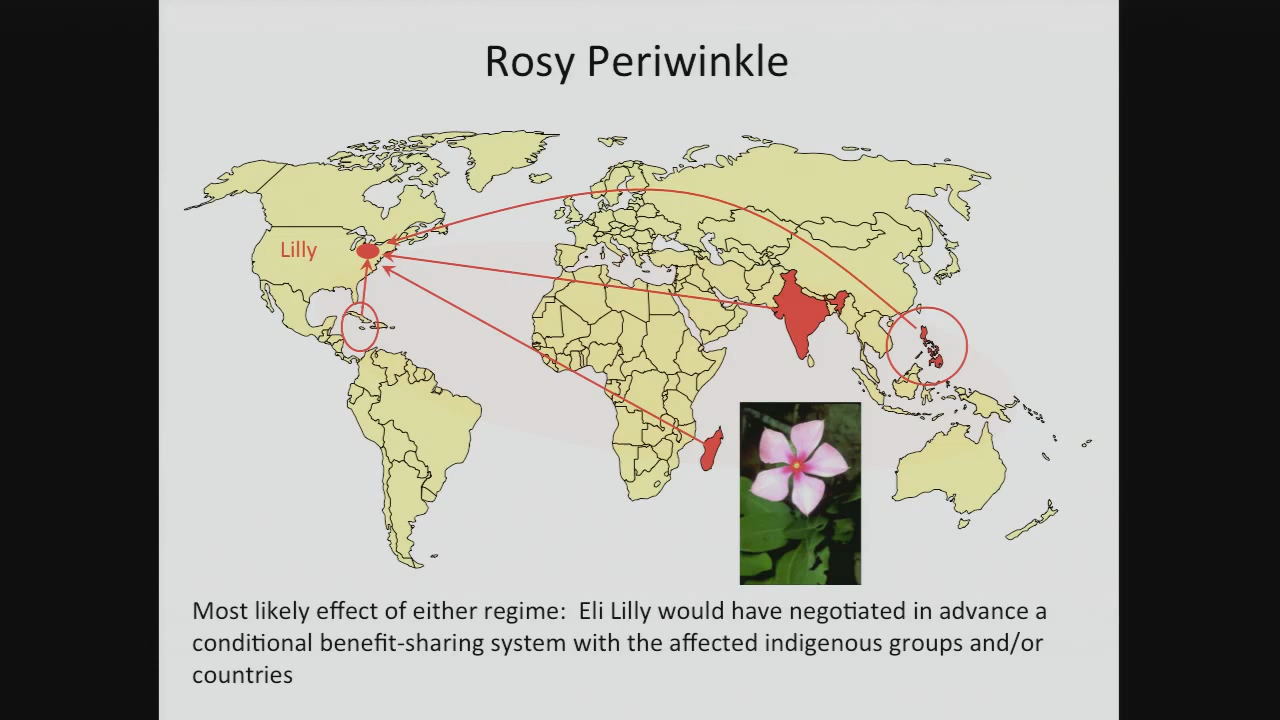 Rosy Periwinkle
Lilly
Most likely effect of either regime:  Eli Lilly would have negotiated in advance a
conditional benefit-sharing system with the affected indigenous groups and/or
countries